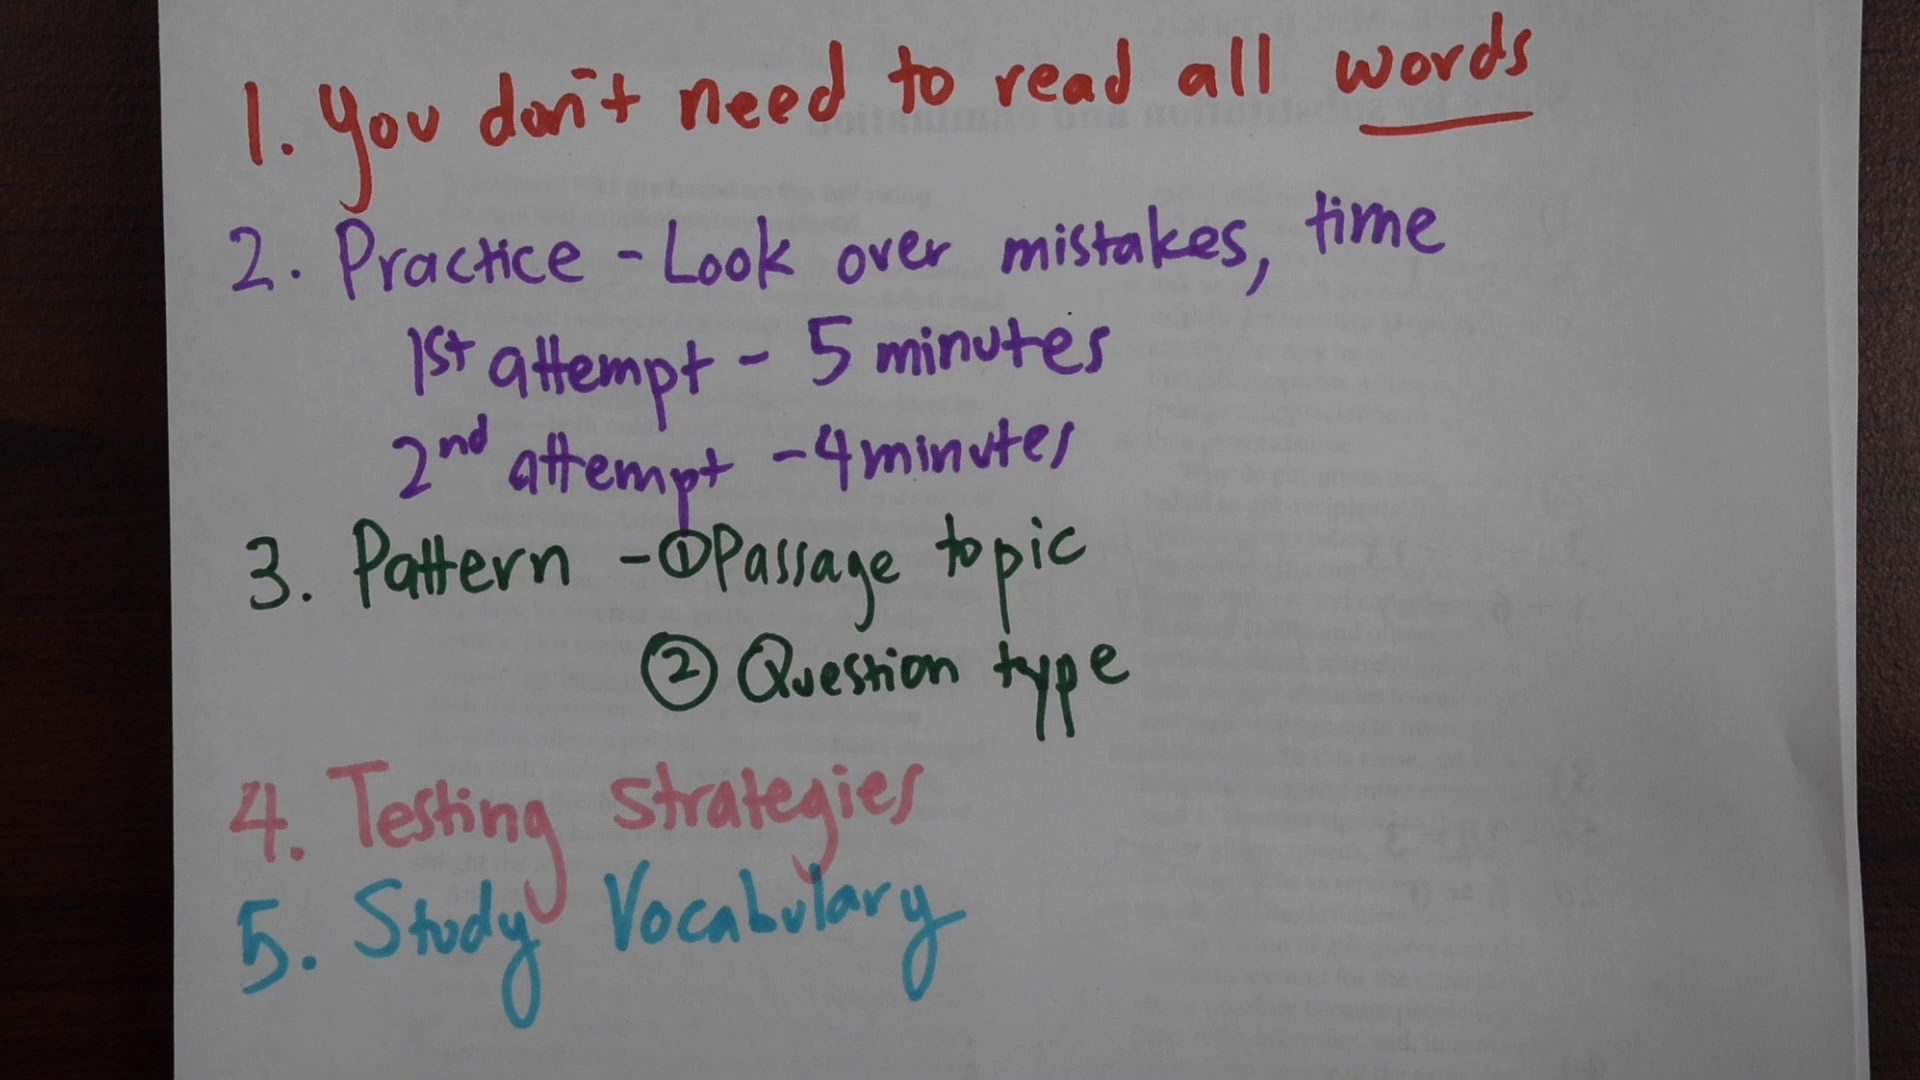 1. You don't need to read all words
2. Practice - Look over mistakes, time
1st attempt - 5 minutes
2nd attempt - 4 minutes
3. Pattern - ① Passage topic
② Question type
4. Testing strategies
5. Study Vocabulary